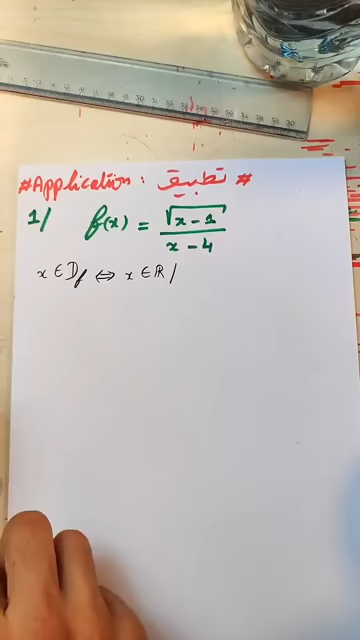 #Application : تطبيق #
1/ f(x) = √(x - 1) / (x - 4)
x ∈ Df ⇔ x ∈ ℝ /